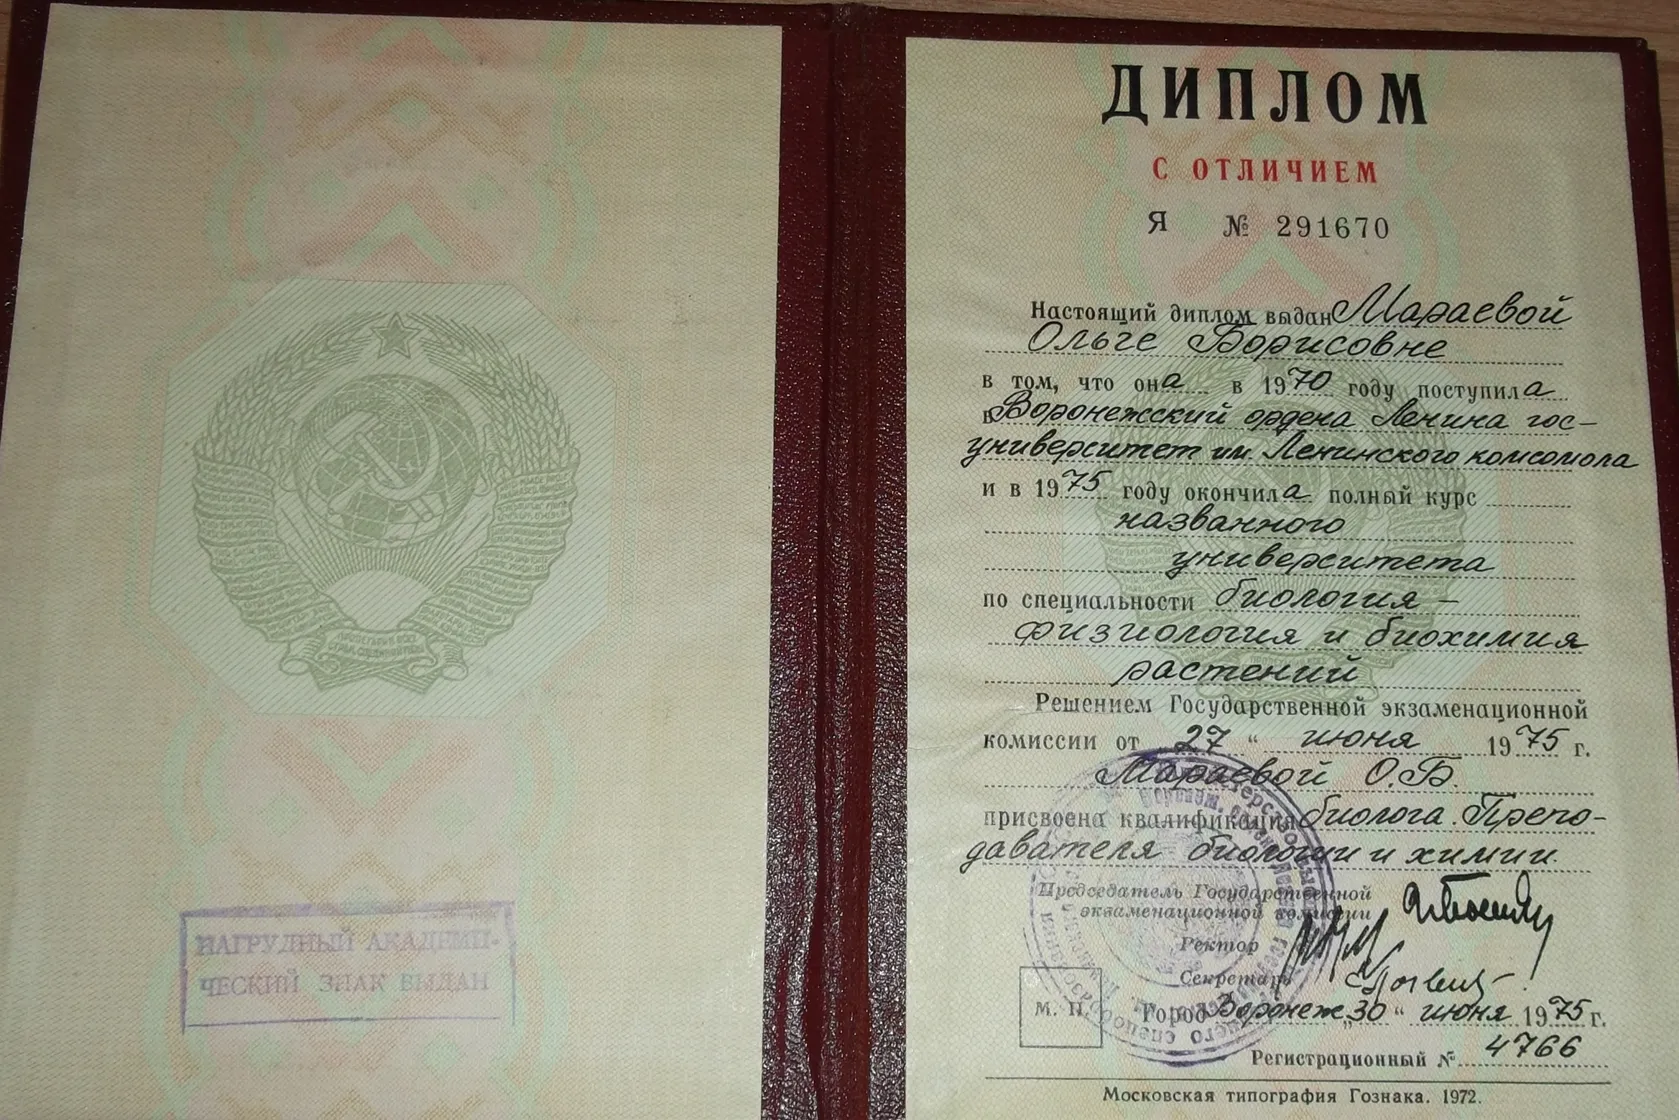 НАГРУДНЫЙ АКАДЕМИ-
ЧЕСКИЙ ЗНАК ВЫДАН
ДИПЛОМ
С ОТЛИЧИЕМ
Я № 291670
Настоящий диплом выдан Мараевой
Ольге Борисовне
в том, что она в 1970 году поступила
в Воронежский ордена Ленина гос-
университет им. Ленинского комсомола
и в 1975 году окончила полный курс
названного
университета
по специальности биология –
физиология и биохимия
растений
Решением Государственной экзаменационной
комиссии от „27“ июня 1975 г.
Мараевой О.Б.
присвоена квалификация биолога. Препо-
давателя биологии и химии.
Председатель Государственной
экзаменационной комиссии
Ректор
Секретарь
М. П.
Город Воронеж „30“ июня 1975 г.
Регистрационный № 4766
Московская типография Гознака. 1972.